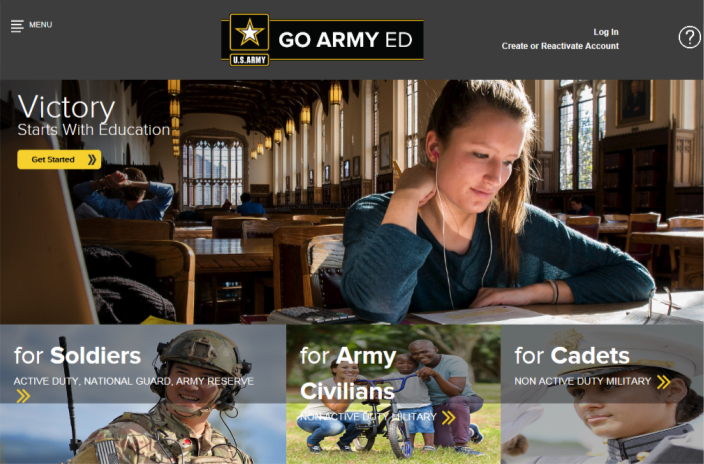 MENU
U.S.ARMY
GO ARMY ED
Log In
Create or Reactivate Account
?
Victory
Starts With Education
Get Started
for Soldiers
ACTIVE DUTY, NATIONAL GUARD, ARMY RESERVE
for Army
Civilians
NON ACTIVE DUTY MILITARY
for Cadets
NON ACTIVE DUTY MILITARY